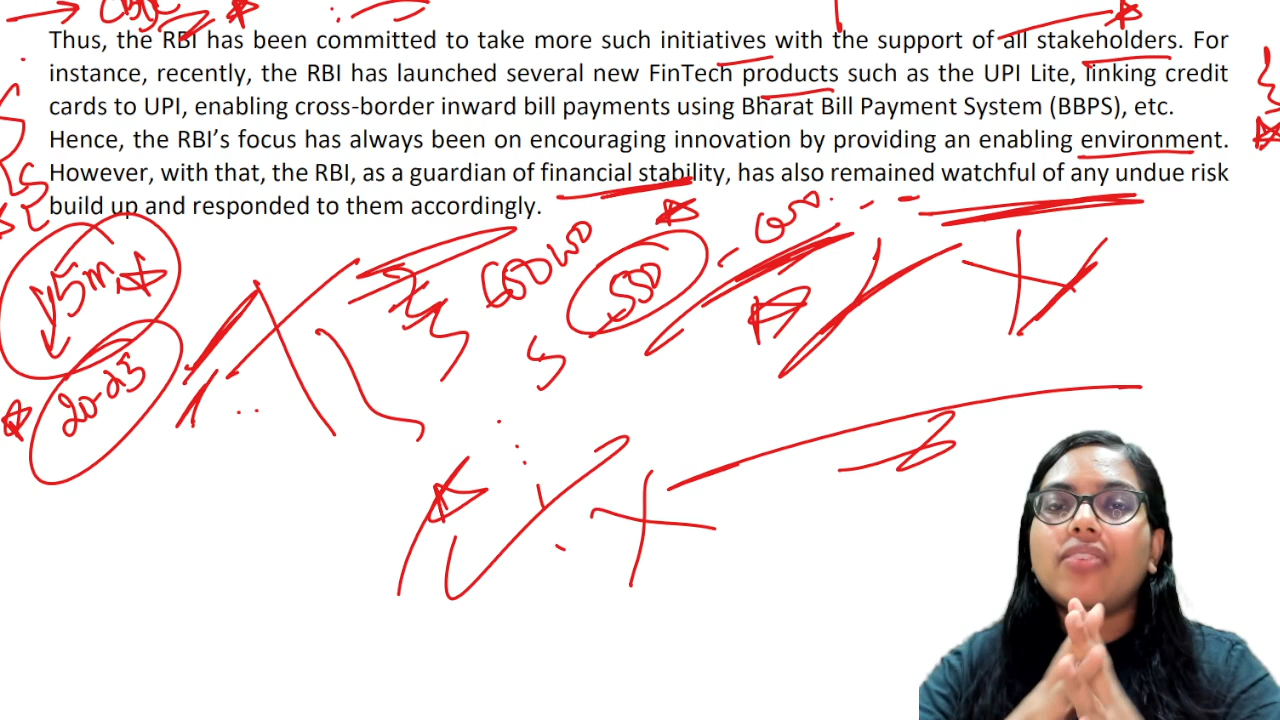 CBDC
Thus, the RBI has been committed to take more such initiatives with the support of all stakeholders. For
instance, recently, the RBI has launched several new FinTech products such as the UPI Lite, linking credit
cards to UPI, enabling cross-border inward bill payments using Bharat Bill Payment System (BBPS), etc.
Hence, the RBI’s focus has always been on encouraging innovation by providing an enabling environment.
However, with that, the RBI, as a guardian of financial stability, has also remained watchful of any undue risk
build up and responded to them accordingly.
20-25